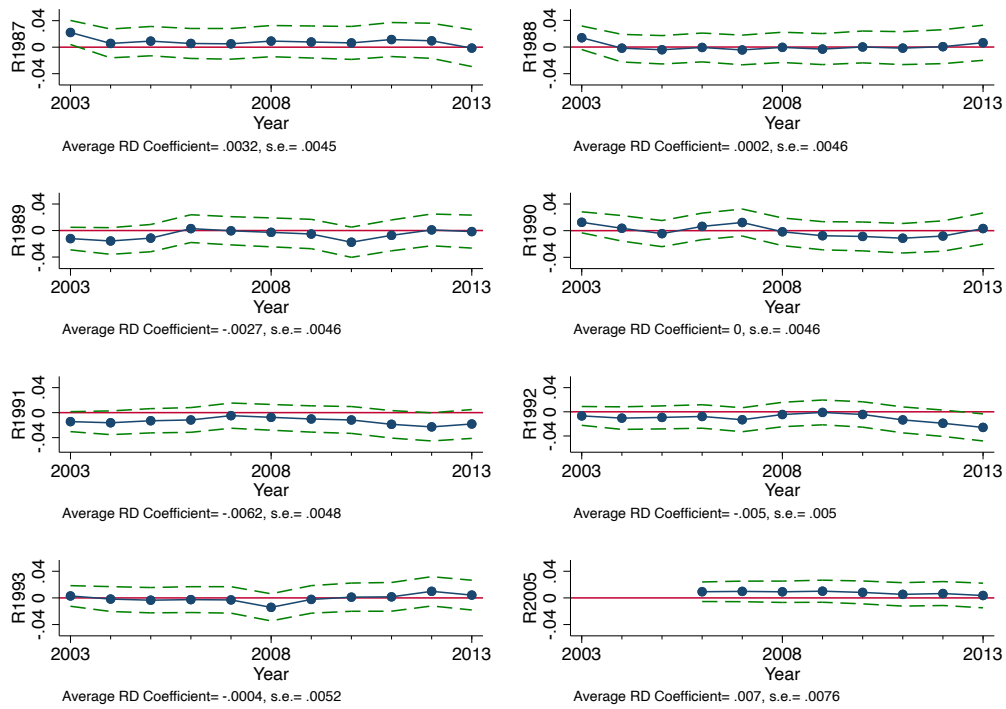 R1987
.04
0
-.04
2003
2008
2013
Year
Average RD Coefficient= .0032, s.e.= .0045
R1988
.04
0
-.04
2003
2008
2013
Year
Average RD Coefficient= .0002, s.e.= .0046
R1989
.04
0
-.04
2003
2008
2013
Year
Average RD Coefficient= -.0027, s.e.= .0046
R1990
.04
0
-.04
2003
2008
2013
Year
Average RD Coefficient= 0, s.e.= .0046
R1991
.04
0
-.04
2003
2008
2013
Year
Average RD Coefficient= -.0062, s.e.= .0048
R1992
.04
0
-.04
2003
2008
2013
Year
Average RD Coefficient= -.005, s.e.= .005
R1993
.04
0
-.04
2003
2008
2013
Year
Average RD Coefficient= -.0004, s.e.= .0052
R2005
.04
0
-.04
2003
2008
2013
Year
Average RD Coefficient= .007, s.e.= .0076